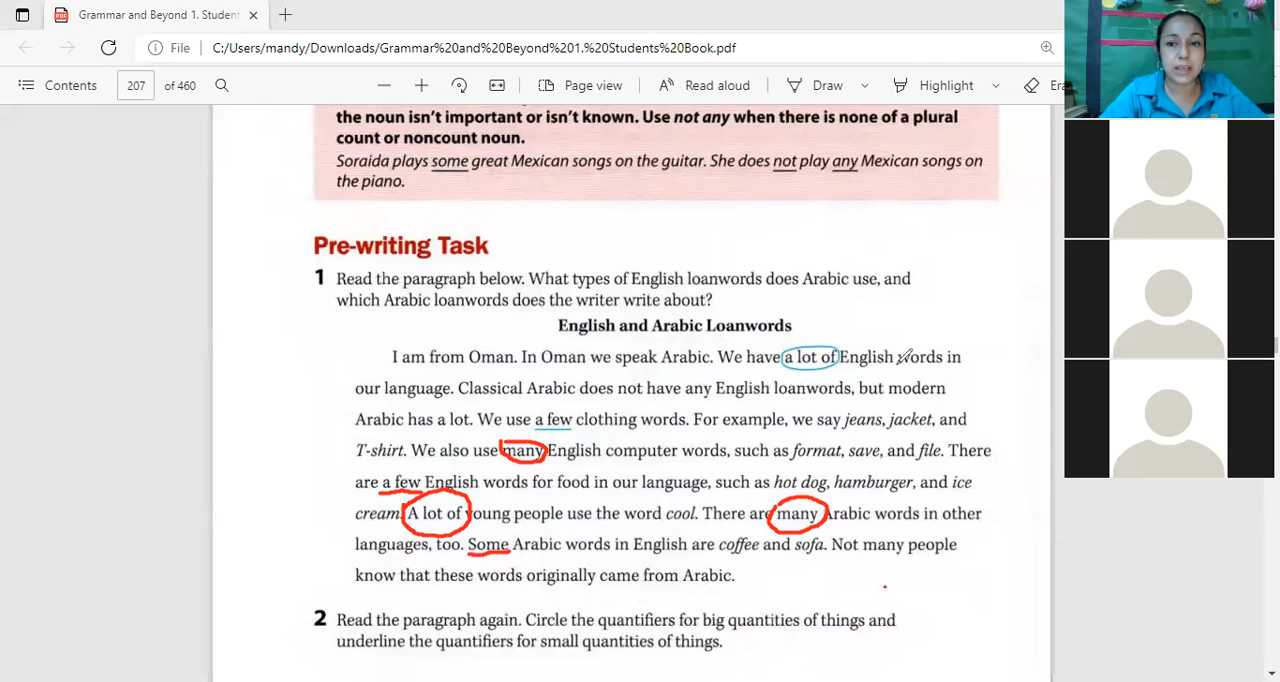 Grammar and Beyond 1. Student
File C:/Users/mandy/Downloads/Grammar%20and%20Beyond%201.%20Students%20Book.pdf
Contents 207 of 460 Page view Read aloud Draw Highlight
the noun isn't important or isn't known. Use not any when there is none of a plural
count or noncount noun.
Soraida plays some great Mexican songs on the guitar. She does not play any Mexican songs on
the piano.
Pre-writing Task
1 Read the paragraph below. What types of English loanwords does Arabic use, and
which Arabic loanwords does the writer write about?
English and Arabic Loanwords
I am from Oman. In Oman we speak Arabic. We have a lot of English words in
our language. Classical Arabic does not have any English loanwords, but modern
Arabic has a lot. We use a few clothing words. For example, we say jeans, jacket, and
T-shirt. We also use many English computer words, such as format, save, and file. There
are a few English words for food in our language, such as hot dog, hamburger, and ice
cream. A lot of young people use the word cool. There are many Arabic words in other
languages, too. Some Arabic words in English are coffee and sofa. Not many people
know that these words originally came from Arabic.
2 Read the paragraph again. Circle the quantifiers for big quantities of things and
underline the quantifiers for small quantities of things.